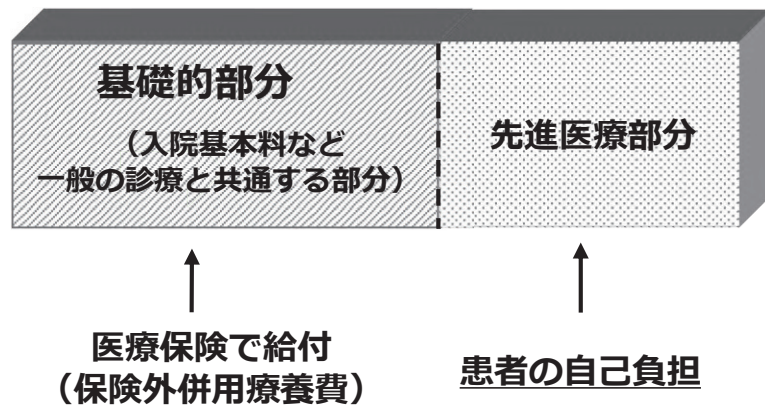 基礎的部分
（入院基本料など
一般の診療と共通する部分）
先進医療部分
医療保険で給付
（保険外併用療養費）
患者の自己負担